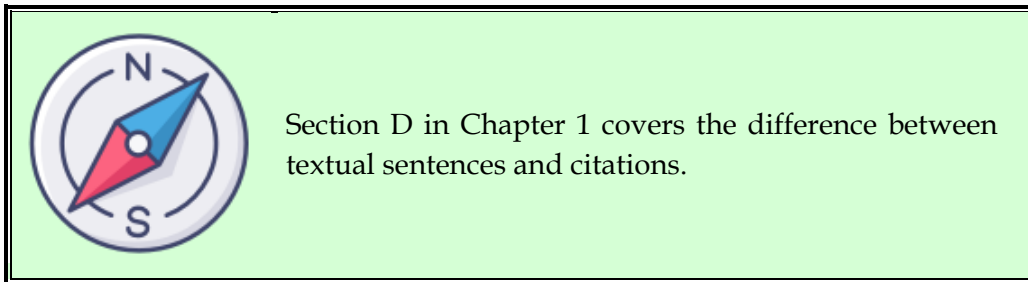 N
Section D in Chapter 1 covers the difference between
textual sentences and citations.
S